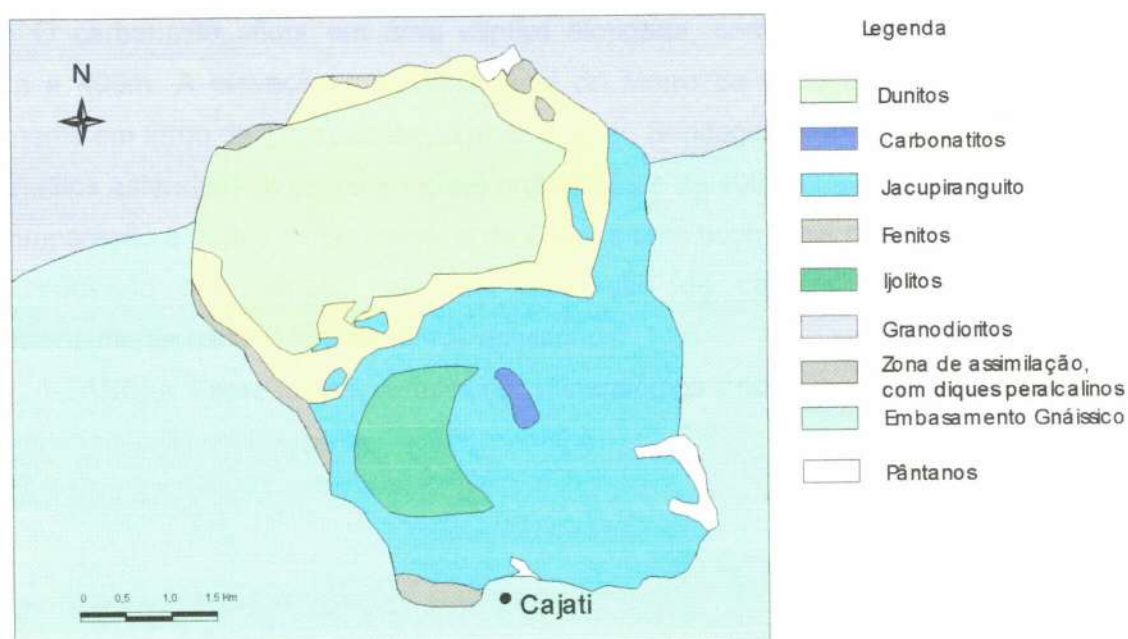 Legenda
N
Dunitos
Carbonatitos
Jacupiranguito
Fenitos
Ijolitos
Granodioritos
Zona de assimilação,
com diques peralcalinos
Embasamento Gnáissico
Pântanos
0 0,5 1,0 1.5 Km
Cajati